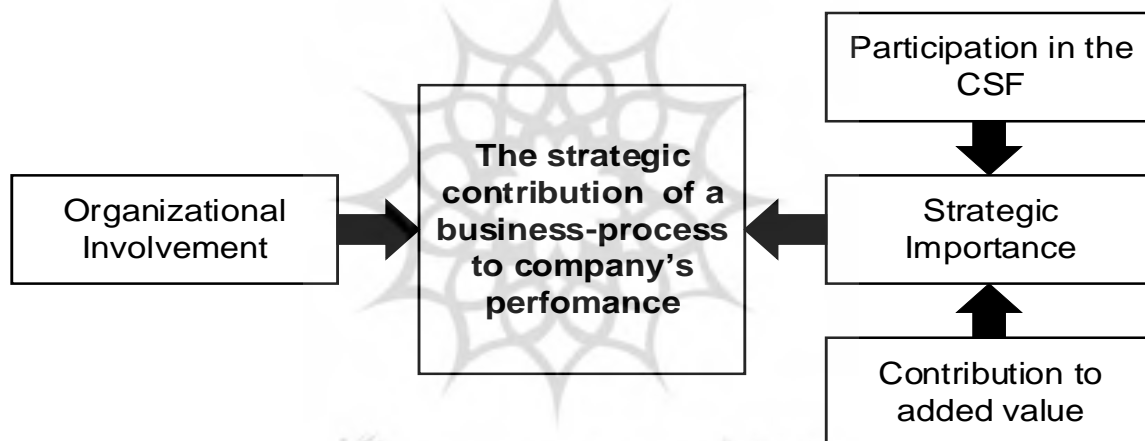 Participation in the
CSF
The strategic
contribution of a
business-process
to company’s
perfomance
Organizational
Involvement
Strategic
Importance
Contribution to
added value